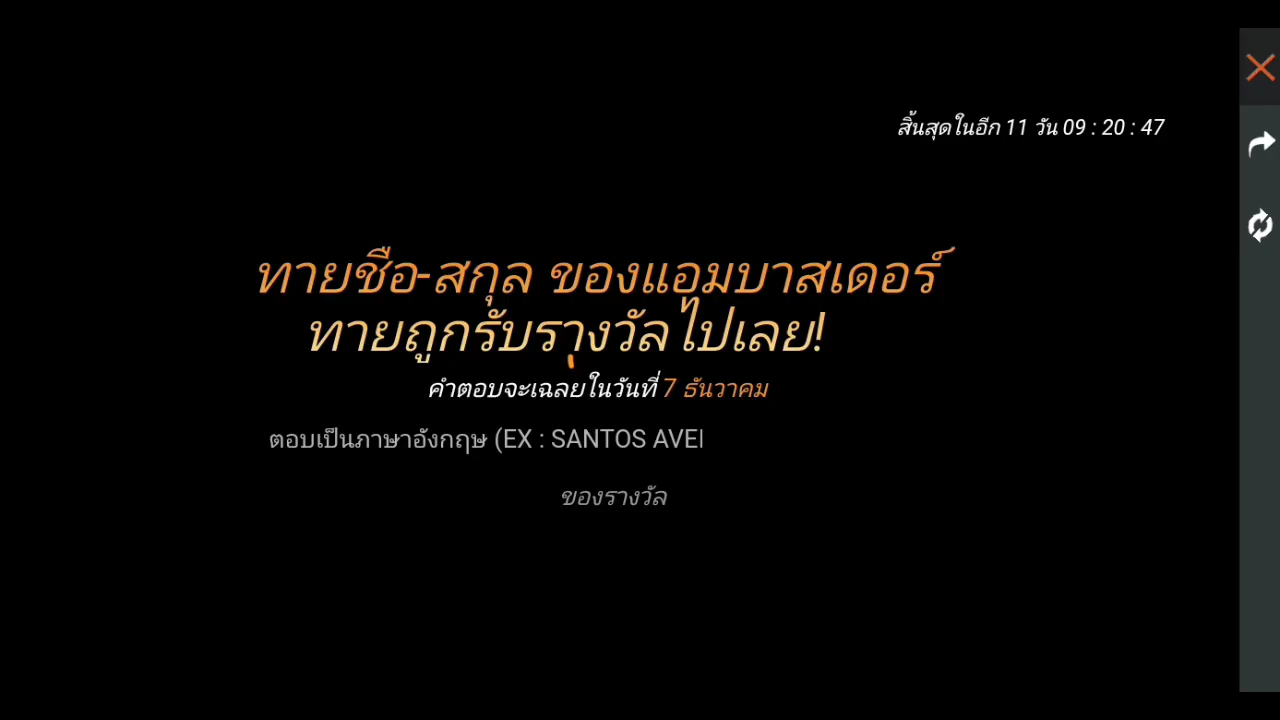 สิ้นสุดในอีก 11 วัน 09 : 20 : 47
ทายชื่อ-สกุล ของแอมบาสเดอร์
ทายถูกรับรางวัลไปเลย!
คำตอบจะเฉลยในวันที่ 7 ธันวาคม
ตอบเป็นภาษาอังกฤษ (EX : SANTOS AVEI
ของรางวัล